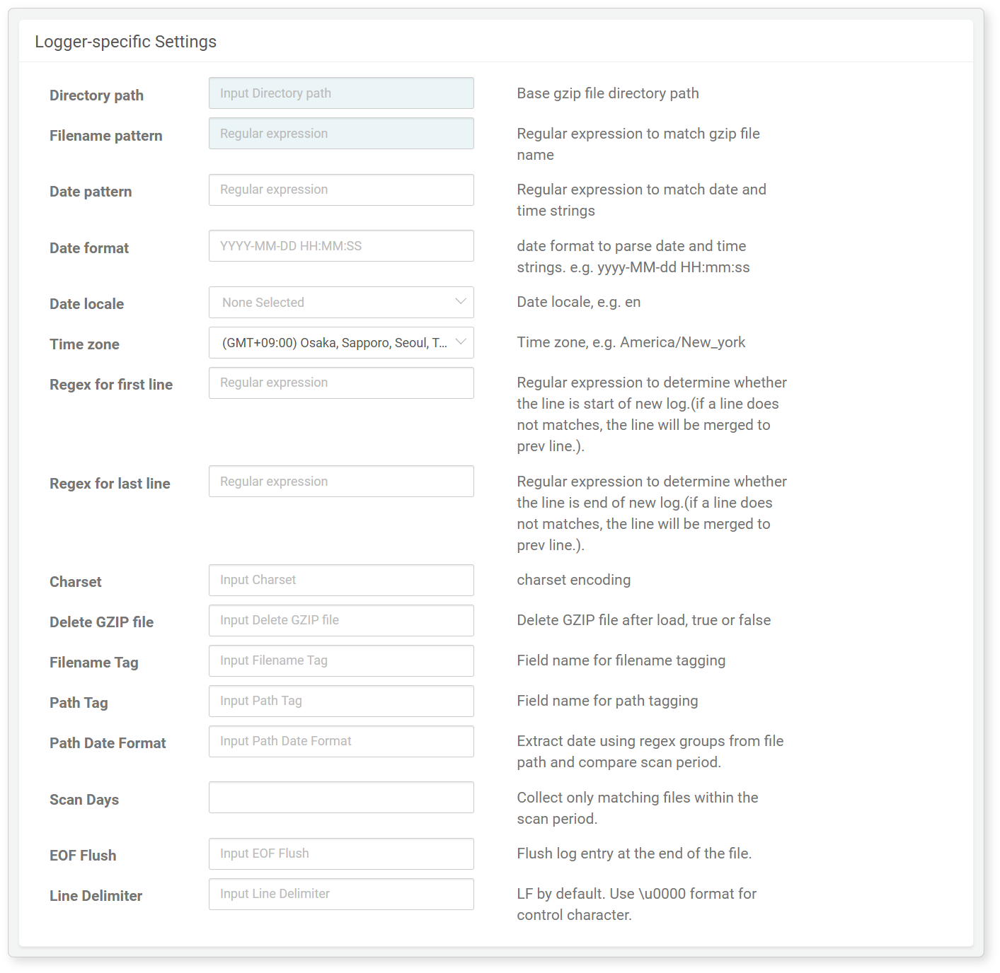 Logger-specific Settings
Directory path
Input Directory path
Base gzip file directory path
Filename pattern
Regular expression
Regular expression to match gzip file
name
Date pattern
Regular expression
Regular expression to match date and
time strings
Date format
YYYY-MM-DD HH:MM:SS
date format to parse date and time
strings. e.g. yyyy-MM-dd HH:mm:ss
Date locale
None Selected
Date locale, e.g. en
Time zone
(GMT+09:00) Osaka, Sapporo, Seoul, T...
Time zone, e.g. America/New_york
Regex for first line
Regular expression
Regular expression to determine whether
the line is start of new log.(if a line does
not matches, the line will be merged to
prev line.).
Regex for last line
Regular expression
Regular expression to determine whether
the line is end of new log.(if a line does
not matches, the line will be merged to
prev line.).
Charset
Input Charset
charset encoding
Delete GZIP file
Input Delete GZIP file
Delete GZIP file after load, true or false
Filename Tag
Input Filename Tag
Field name for filename tagging
Path Tag
Input Path Tag
Field name for path tagging
Path Date Format
Input Path Date Format
Extract date using regex groups from file
path and compare scan period.
Scan Days
Collect only matching files within the
scan period.
EOF Flush
Input EOF Flush
Flush log entry at the end of the file.
Line Delimiter
Input Line Delimiter
LF by default. Use \u0000 format for
control character.